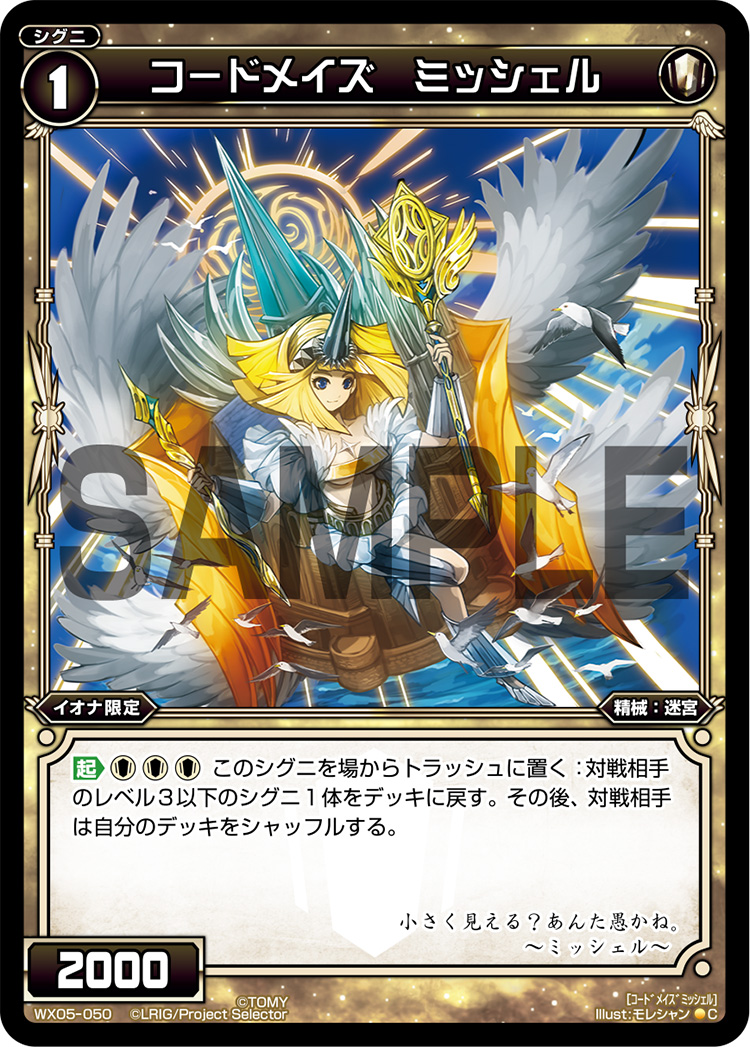 シグニ
1
コードメイズ　ミッシェル
SAMPLE
イオナ限定
精械：迷宮
起 このシグニを場からトラッシュに置く：対戦相手
のレベル３以下のシグニ１体をデッキに戻す。その後、対戦相手
は自分のデッキをシャッフルする。
小さく見える？あんた愚かね。
～ミッシェル～
2000
WX05-050 ©LRIG/Project Selector
©TOMY
[ｺｰﾄﾞﾒｲｽﾞﾐｯｼｪﾙ]
Illust:モレシャン C